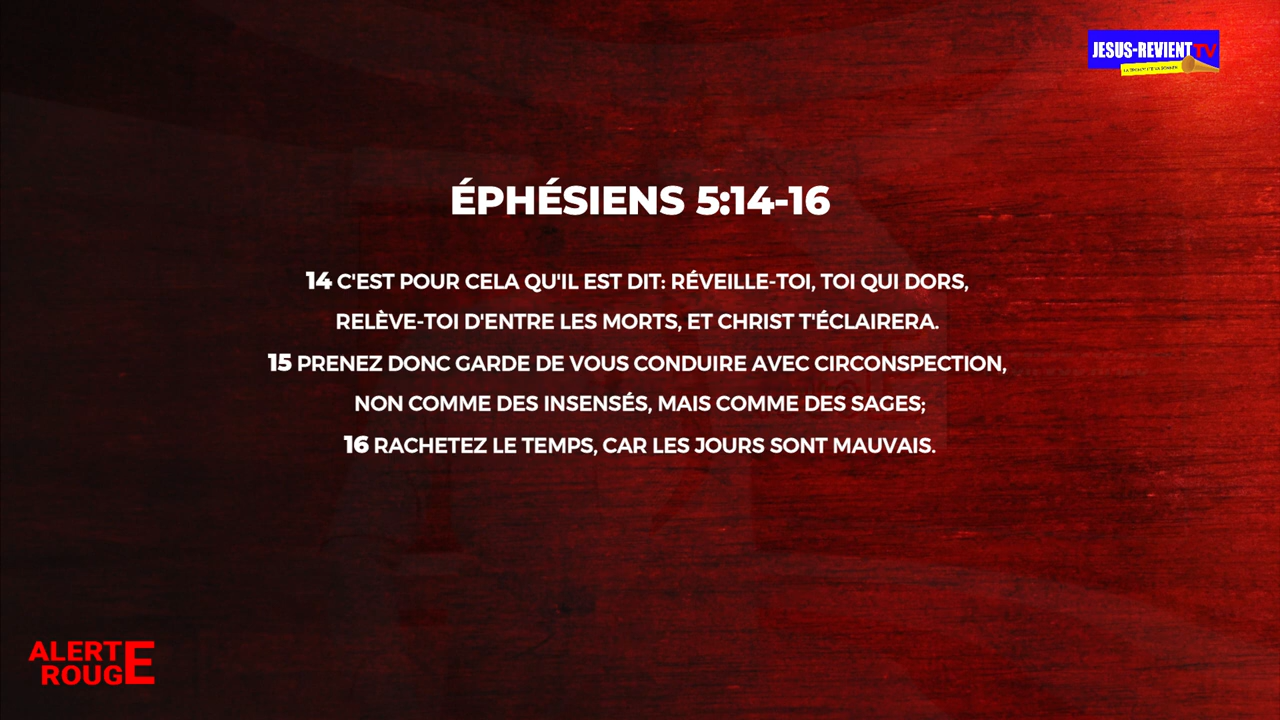 JESUS-REVIENT TV
ÉPHÉSIENS 5:14-16
14 C'EST POUR CELA QU'IL EST DIT: RÉVEILLE-TOI, TOI QUI DORS,
RELÈVE-TOI D'ENTRE LES MORTS, ET CHRIST T'ÉCLAIRERA.
15 PRENEZ DONC GARDE DE VOUS CONDUIRE AVEC CIRCONSPECTION,
NON COMME DES INSENSÉS, MAIS COMME DES SAGES;
16 RACHETEZ LE TEMPS, CAR LES JOURS SONT MAUVAIS.
ALERTE
ROUGE